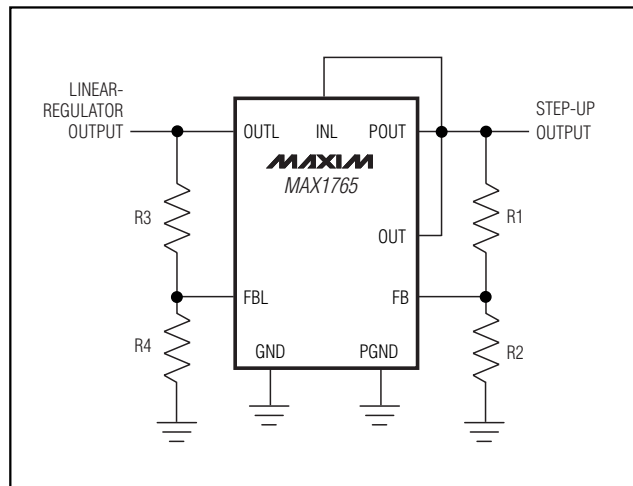 LINEAR-
REGULATOR
OUTPUT
OUTL
INL
POUT
STEP-UP
OUTPUT
MAXIM
MAX1765
R3
R1
OUT
FBL
FB
R4
R2
GND
PGND